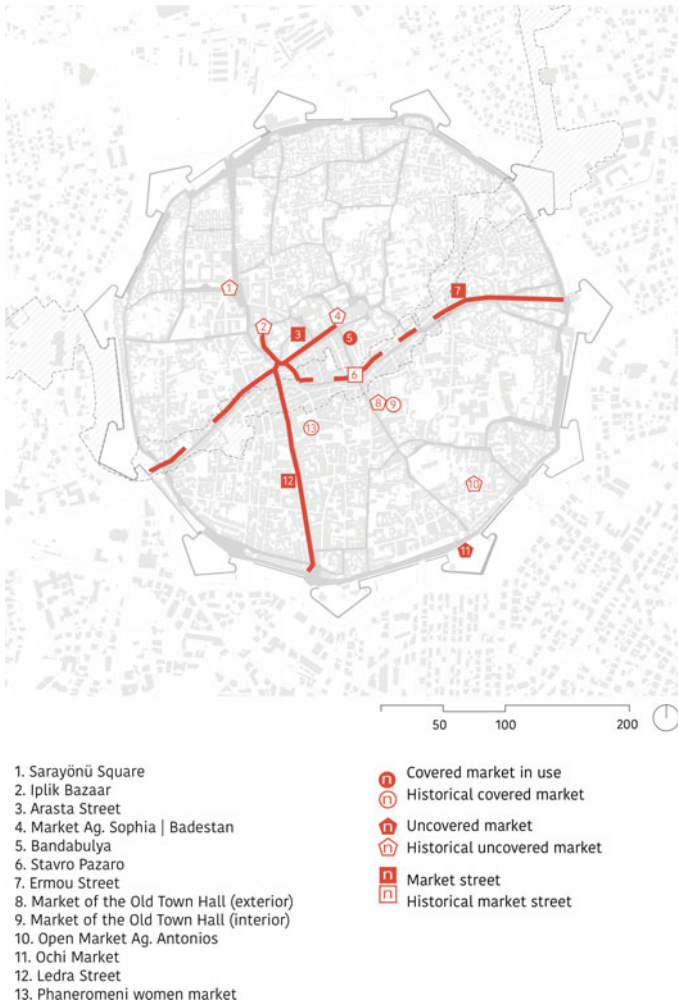 1
2
3
4
5
6
7
8
9
10
11
12
13
50 100 200
1. Sarayönü Square
2. Iplik Bazaar
3. Arasta Street
4. Market Ag. Sophia | Badestan
5. Bandabulya
6. Stavro Pazaro
7. Ermou Street
8. Market of the Old Town Hall (exterior)
9. Market of the Old Town Hall (interior)
10. Open Market Ag. Antonios
11. Ochi Market
12. Ledra Street
13. Phaneromeni women market
n Covered market in use
n Historical covered market
n Uncovered market
n Historical uncovered market
n Market street
n Historical market street